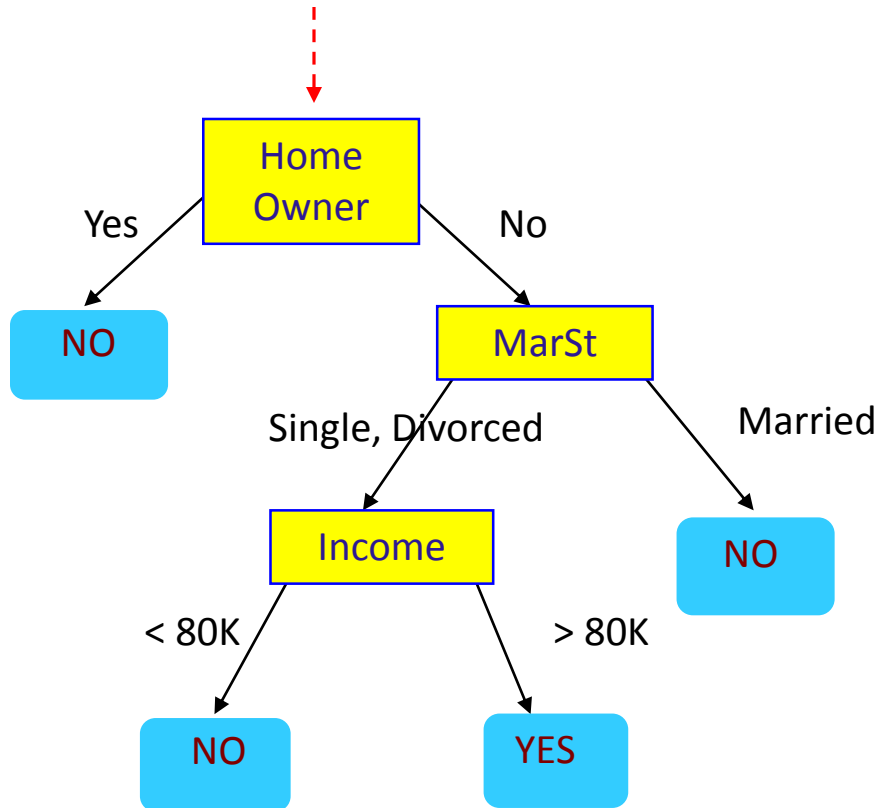 Home
Owner
Yes
No
NO
MarSt
Single, Divorced
Married
Income
NO
< 80K
> 80K
NO
YES